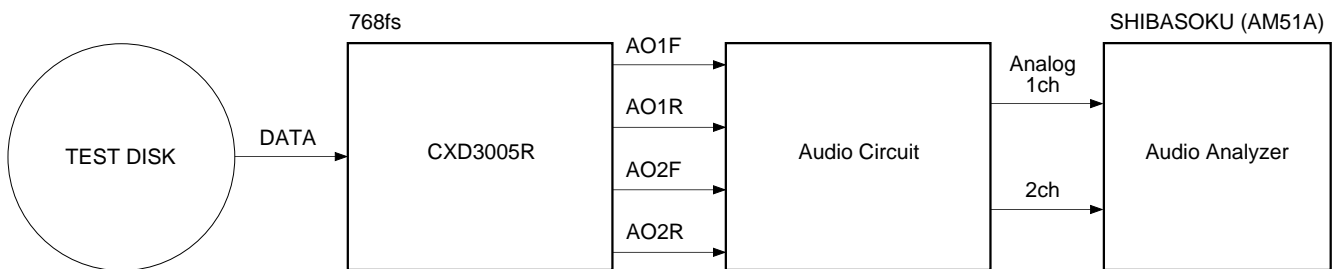 768fs
SHIBASOKU (AM51A)
TEST DISK
DATA
CXD3005R
AO1F
AO1R
AO2F
AO2R
Audio Circuit
Analog
1ch
2ch
Audio Analyzer